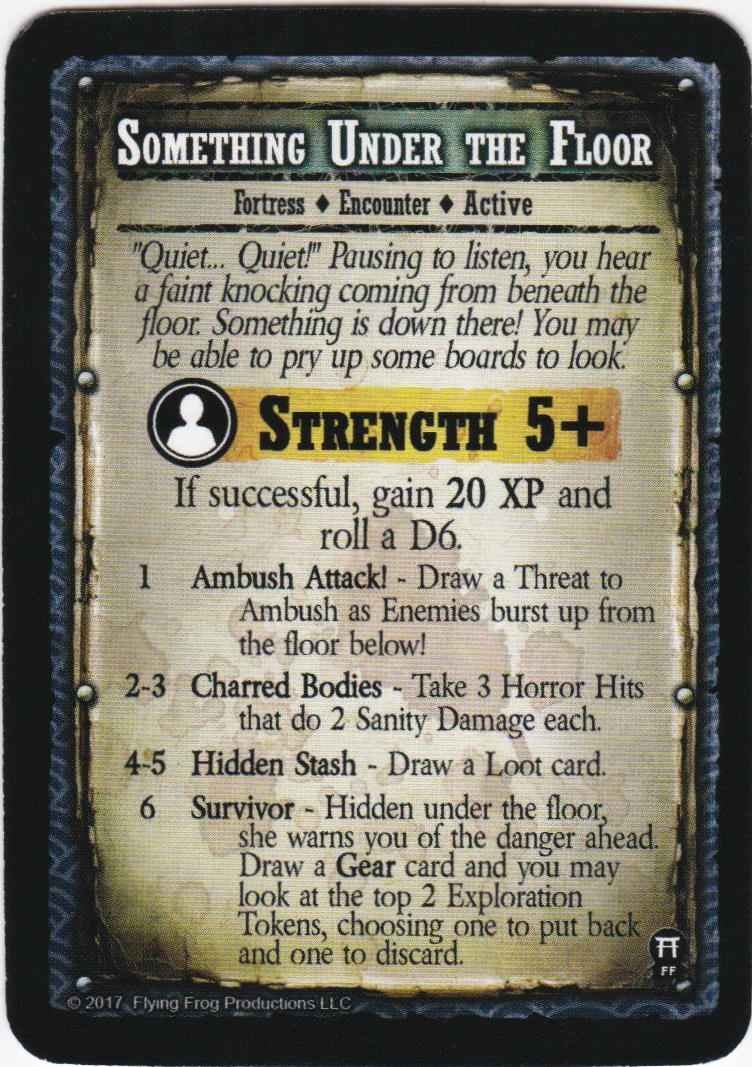 Something Under the Floor
Fortress ♦ Encounter ♦ Active
"Quiet... Quiet!" Pausing to listen, you hear
a faint knocking coming from beneath the
floor. Something is down there! You may
be able to pry up some boards to look.
Strength 5+
If successful, gain 20 XP and
roll a D6.
1 Ambush Attack! - Draw a Threat to
Ambush as Enemies burst up from
the floor below!
2-3 Charred Bodies - Take 3 Horror Hits
that do 2 Sanity Damage each.
4-5 Hidden Stash - Draw a Loot card.
6 Survivor - Hidden under the floor,
she warns you of the danger ahead.
Draw a Gear card and you may
look at the top 2 Exploration
Tokens, choosing one to put back
and one to discard.
FF
© 2017 Flying Frog Productions LLC